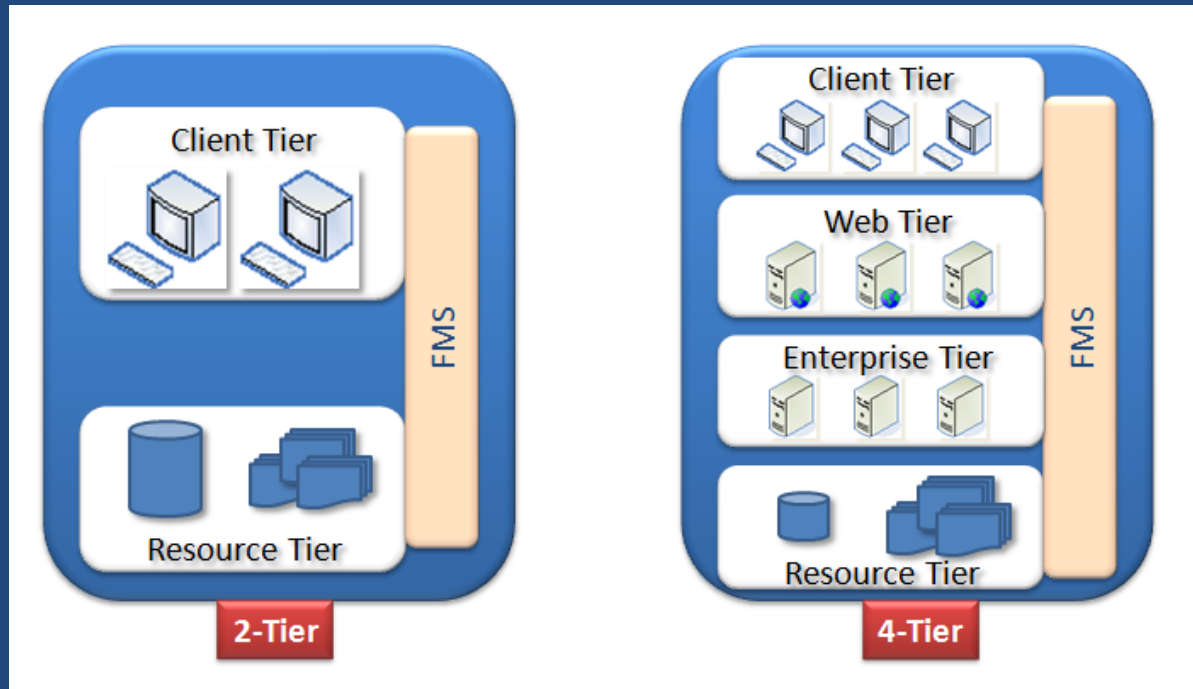 Client Tier
FMS
Resource Tier
2-Tier
Client Tier
Web Tier
Enterprise Tier
FMS
Resource Tier
4-Tier